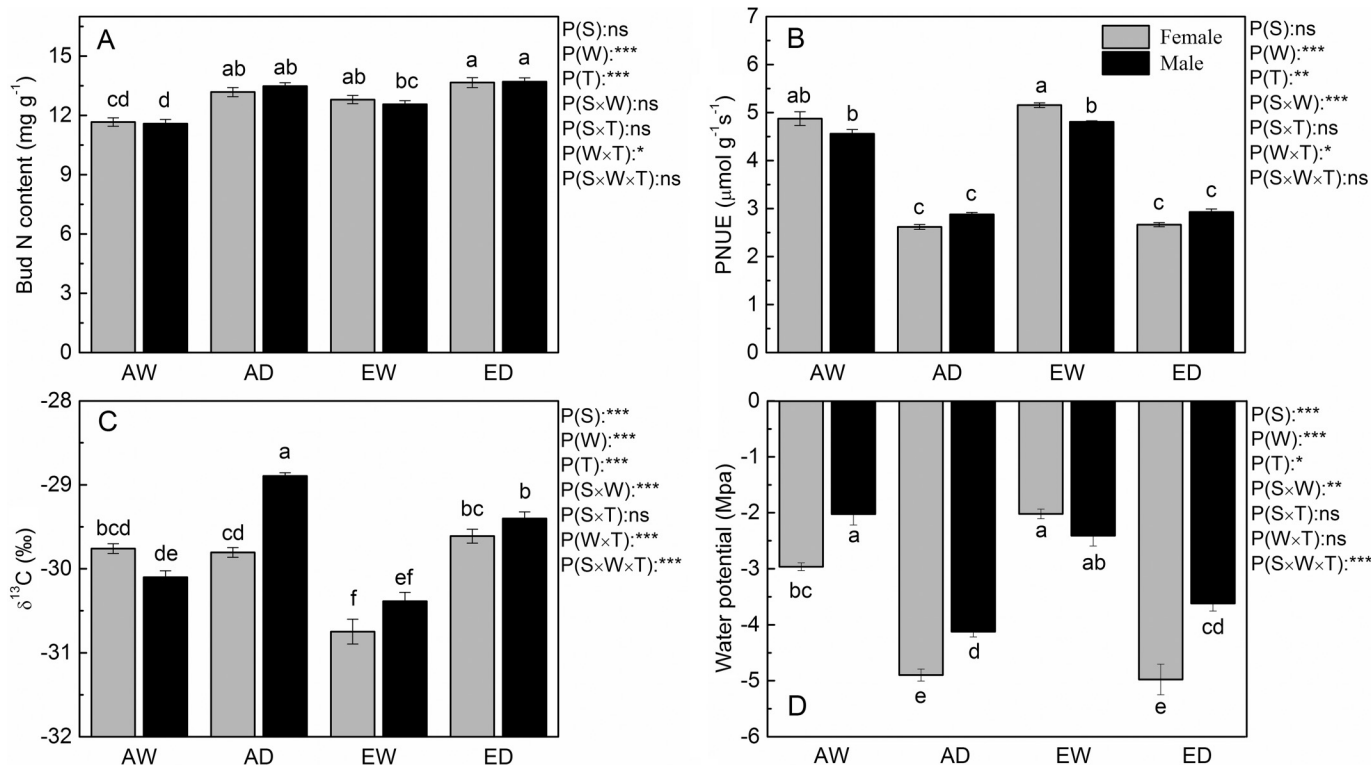 A
Bud N content (mg g⁻¹)
15
12
9
6
3
0
cd
d
ab
ab
ab
bc
a
a
AW
AD
EW
ED
P(S):ns
P(W):***
P(T):***
P(S×W):ns
P(S×T):ns
P(W×T):*
P(S×W×T):ns
B
Female
Male
PNUE (μmol g⁻¹s⁻¹)
7
6
5
4
3
2
1
0
ab
b
c
c
a
b
c
c
AW
AD
EW
ED
P(S):ns
P(W):***
P(T):**
P(S×W):***
P(S×T):ns
P(W×T):*
P(S×W×T):ns
C
δ¹³C (‰)
-28
-29
-30
-31
-32
bcd
de
cd
a
f
ef
bc
b
AW
AD
EW
ED
P(S):***
P(W):***
P(T):***
P(S×W):***
P(S×T):ns
P(W×T):***
P(S×W×T):***
D
Water potential (Mpa)
0
-1
-2
-3
-4
-5
-6
bc
a
e
d
a
ab
e
cd
AW
AD
EW
ED
P(S):***
P(W):***
P(T):*
P(S×W):**
P(S×T):ns
P(W×T):ns
P(S×W×T):***